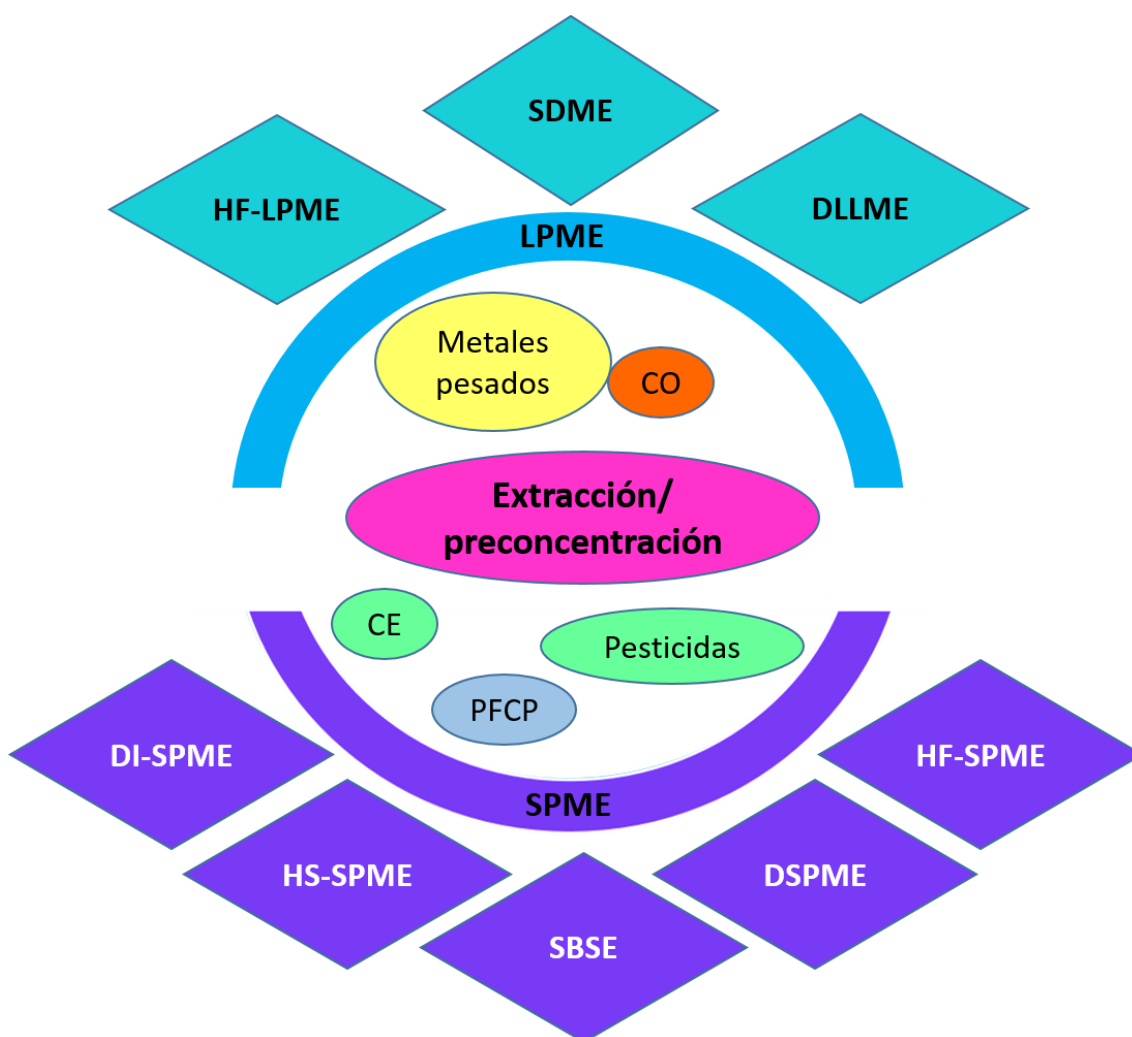 SDME
HF-LPME
DLLME
LPME
Metales
pesados
CO
Extracción/
preconcentración
CE
Pesticidas
PFCP
DI-SPME
HF-SPME
SPME
HS-SPME
DSPME
SBSE